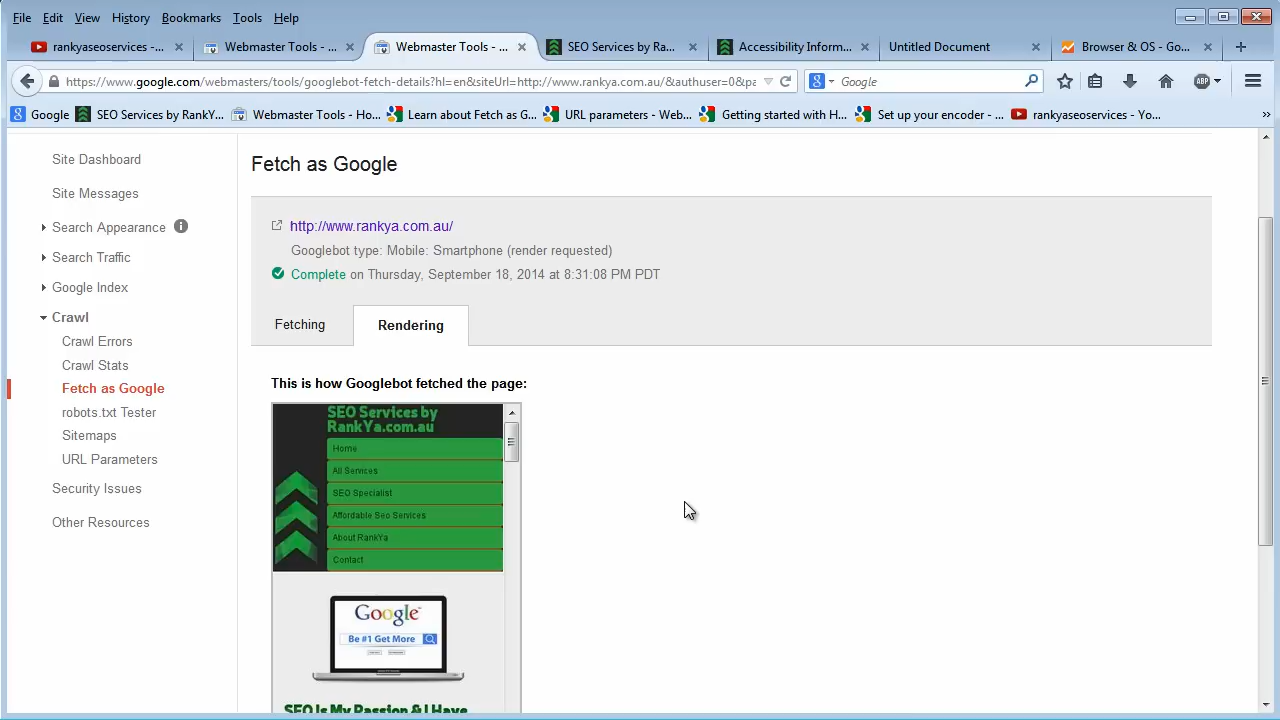 File Edit View History Bookmarks Tools Help
rankyaseoservices -... Webmaster Tools - ... Webmaster Tools - ... SEO Services by Ra... Accessibility Inform... Untitled Document Browser & OS - Go...
https://www.google.com/webmasters/tools/googlebot-fetch-details?hl=en&siteUrl=http://www.rankya.com.au/&authuser=0&pa Google ABP
Google SEO Services by RankY... Webmaster Tools - Ho... Learn about Fetch as G... URL parameters - Web... Getting started with H... Set up your encoder - ... rankyaseoservices - Yo...
Site Dashboard
Site Messages
Search Appearance
Search Traffic
Google Index
Crawl
Crawl Errors
Crawl Stats
Fetch as Google
robots.txt Tester
Sitemaps
URL Parameters
Security Issues
Other Resources
Fetch as Google
http://www.rankya.com.au/
Googlebot type: Mobile: Smartphone (render requested)
Complete on Thursday, September 18, 2014 at 8:31:08 PM PDT
Fetching Rendering
This is how Googlebot fetched the page:
SEO Services by
RankYa.com.au
Home
All Services
SEO Specialist
Affordable Seo Services
About RankYa
Contact
Google
Be #1 Get More
SEO Is My Passion & I Have